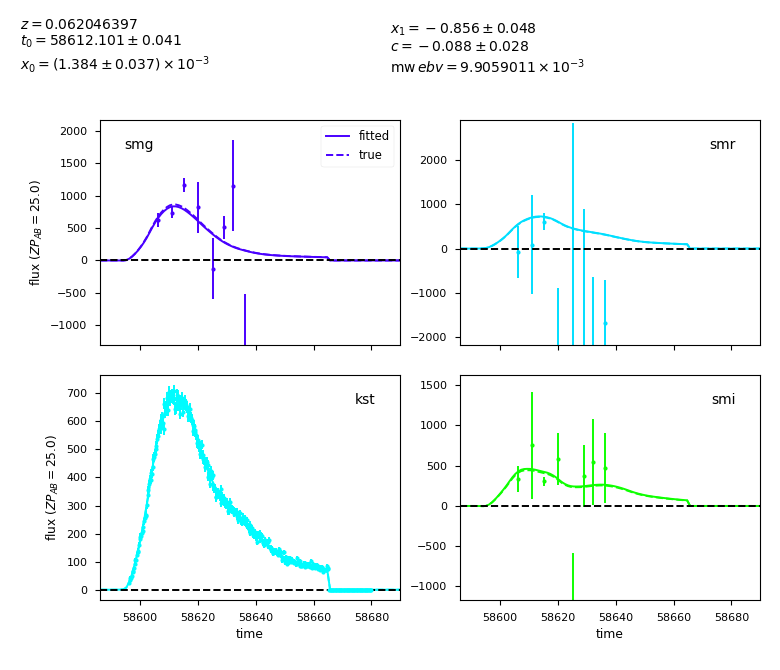 z = 0.062046397
t₀ = 58612.101 ± 0.041
x₀ = (1.384 ± 0.037) × 10⁻³
x₁ = −0.856 ± 0.048
c = −0.088 ± 0.028
mw ebv = 9.9059011 × 10⁻³
smg
fitted
true
2000
1500
1000
500
0
−500
−1000
flux (ZP_AB = 25.0)
smr
2000
1000
0
−1000
−2000
kst
700
600
500
400
300
200
100
0
flux (ZP_AB = 25.0)
58600 58620 58640 58660 58680
time
smi
1500
1000
500
0
−500
−1000
58600 58620 58640 58660 58680
time